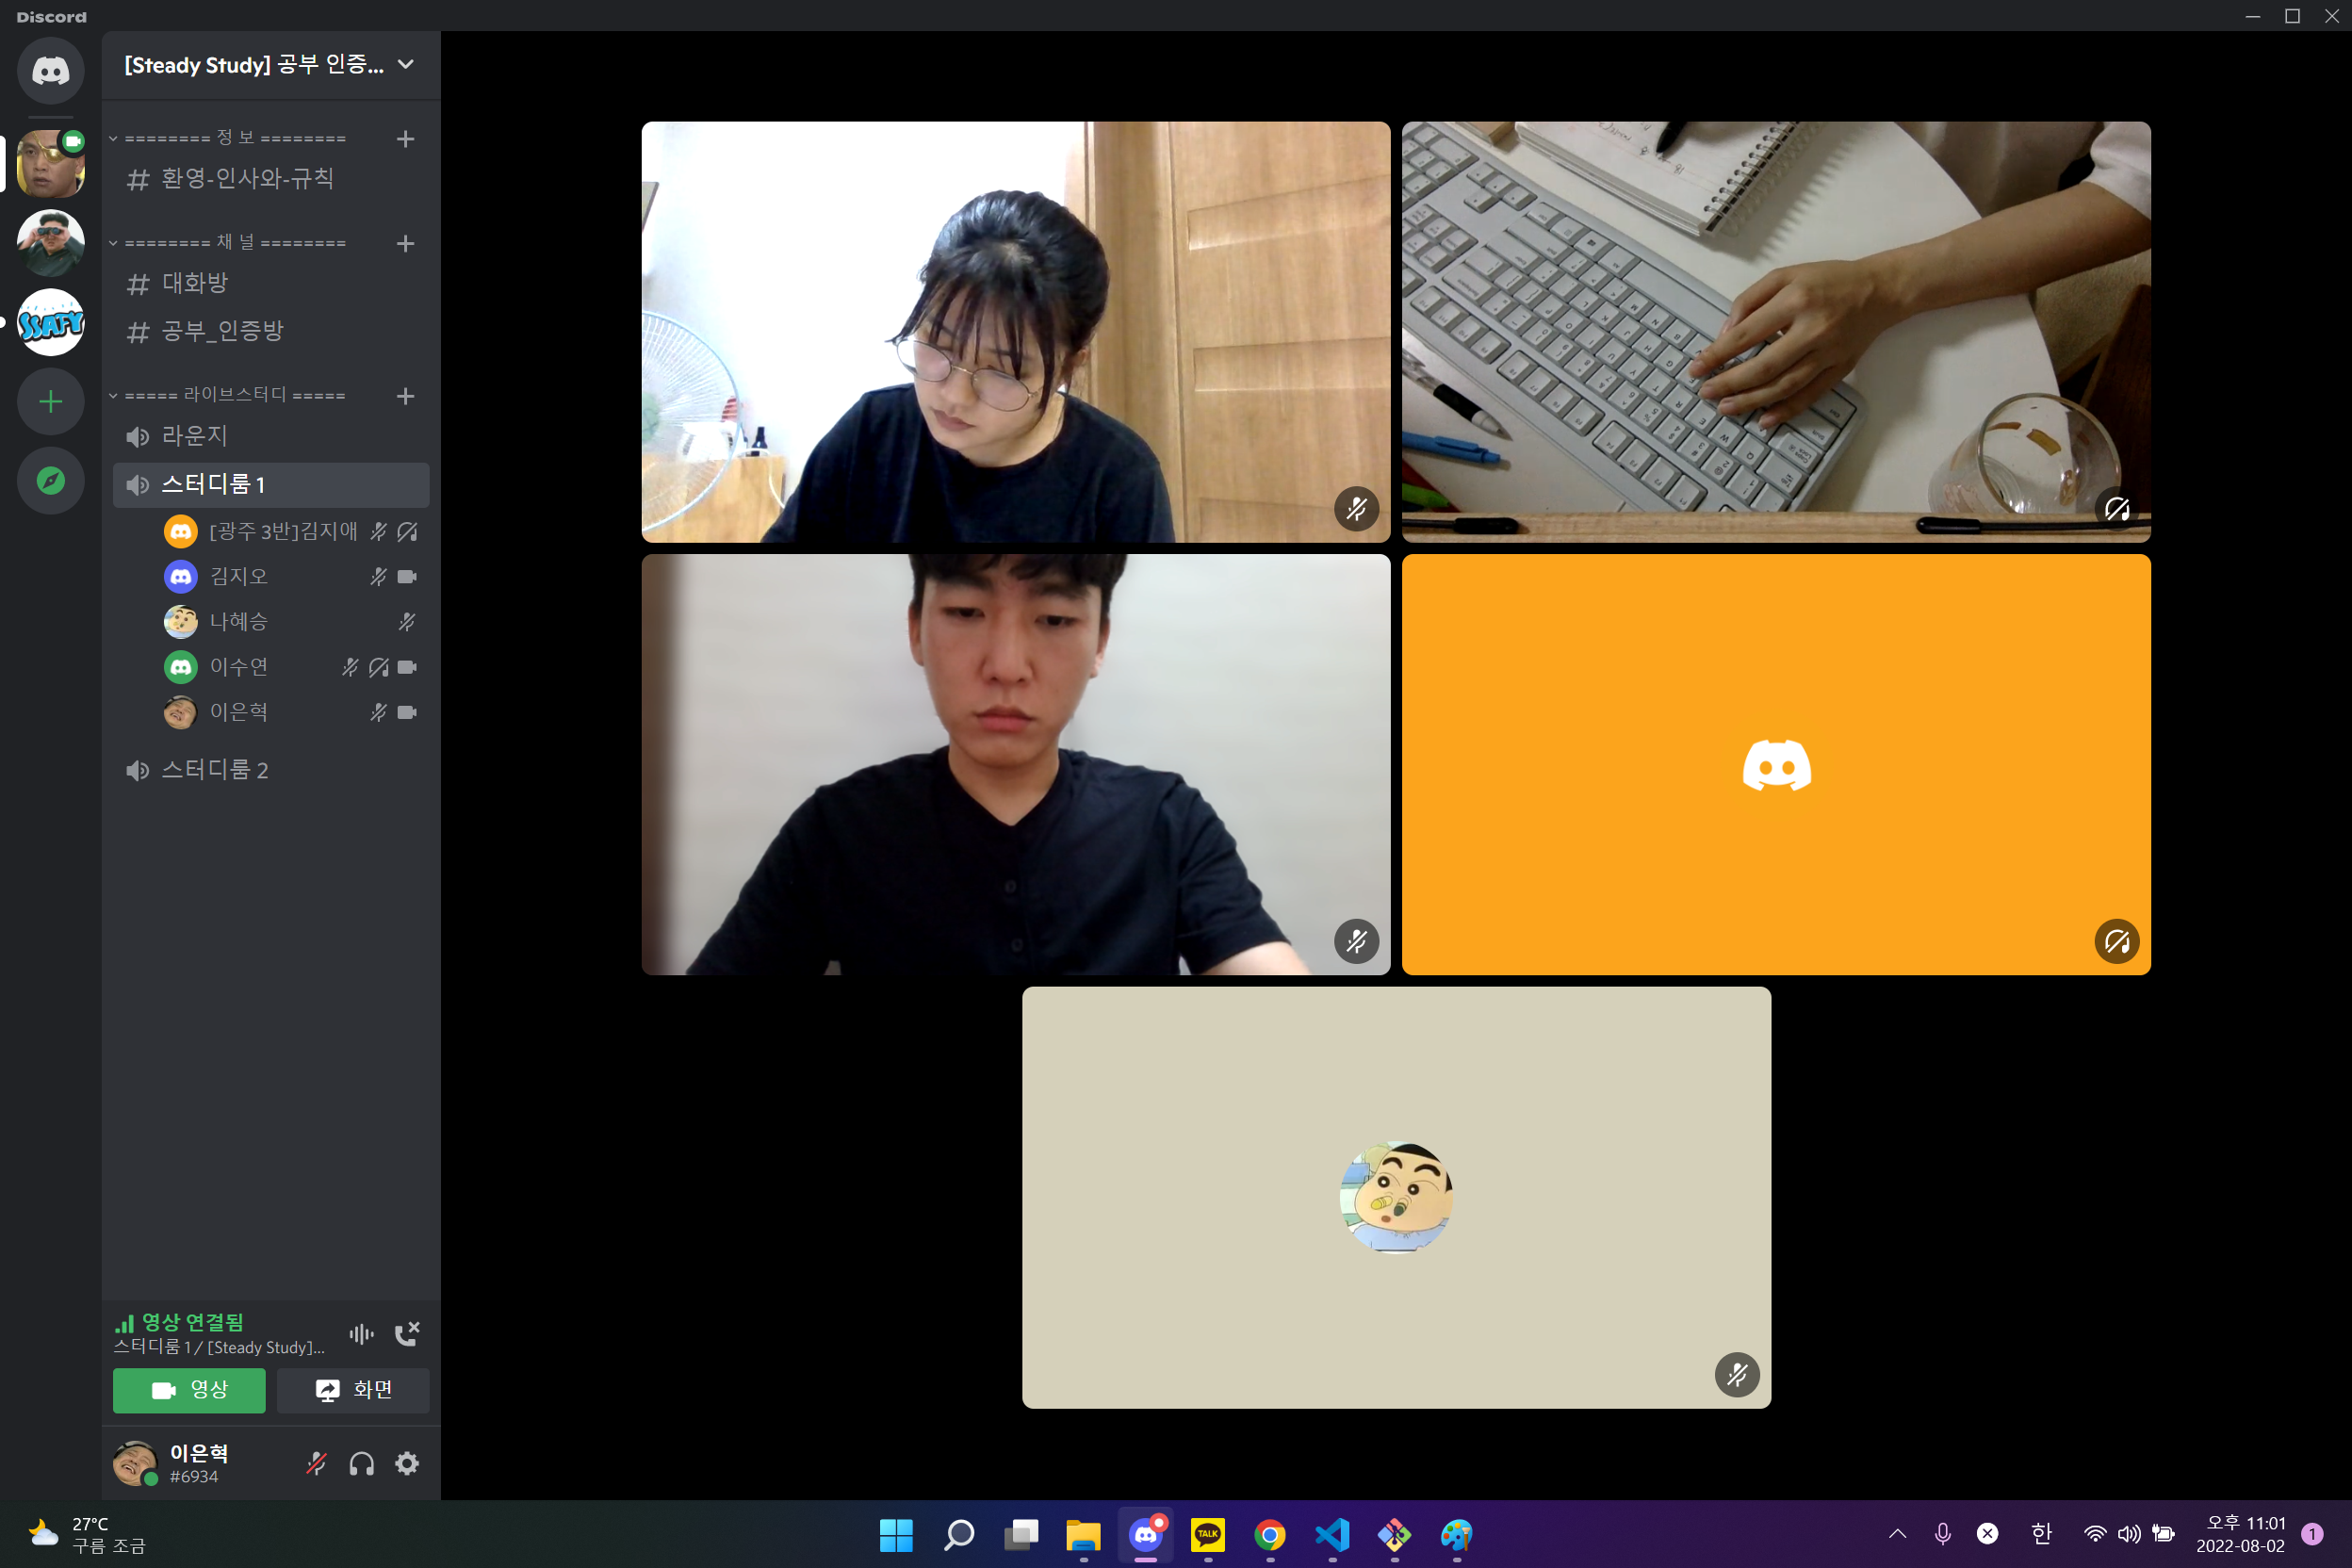 Discord
[Steady Study] 공부 인증...
======== 정 보 ========
환영-인사와-규칙
======== 채 널 ========
대화방
공부_인증방
SSAFY
===== 라이브스터디 =====
라운지
스터디룸 1
[광주 3반]김지애
김지오
나혜승
이수연
이은혁
스터디룸 2
영상 연결됨
스터디룸 1 / [Steady Study]...
영상
화면
이은혁
#6934
27°C
구름 조금
TALK
한
오후 11:01
2022-08-02
1